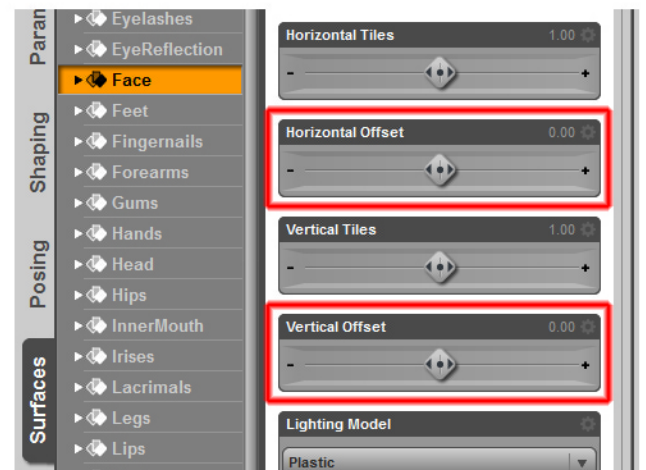 Param
Shaping
Posing
Surfaces
Eyelashes
EyeReflection
Face
Feet
Fingernails
Forearms
Gums
Hands
Head
Hips
InnerMouth
Irises
Lacrimals
Legs
Lips
Horizontal Tiles 1.00
- +
Horizontal Offset 0.00
- +
Vertical Tiles 1.00
- +
Vertical Offset 0.00
- +
Lighting Model
Plastic